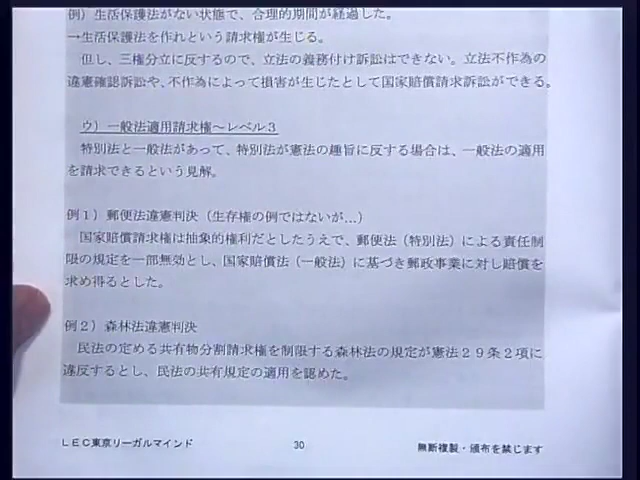 例）生活保護法がない状態で、合理的期間が経過した。
→生活保護法を作れという請求権が生じる。
但し、三権分立に反するので、立法の義務付け訴訟はできない。立法不作為の
違憲確認訴訟や、不作為によって損害が生じたとして国家賠償請求訴訟ができる。
ウ）一般法適用請求権～レベル３
特別法と一般法があって、特別法が憲法の趣旨に反する場合は、一般法の適用
を請求できるという見解。
例１）郵便法違憲判決（生存権の例ではないが…）
国家賠償請求権は抽象的権利だとしたうえで、郵便法（特別法）による責任制
限の規定を一部無効とし、国家賠償法（一般法）に基づき郵政事業に対し賠償を
求め得るとした。
例２）森林法違憲判決
民法の定める共有物分割請求権を制限する森林法の規定が憲法２９条２項に
違反するとし、民法の共有規定の適用を認めた。
ＬＥＣ東京リーガルマインド
30
無断複製・頒布を禁じます